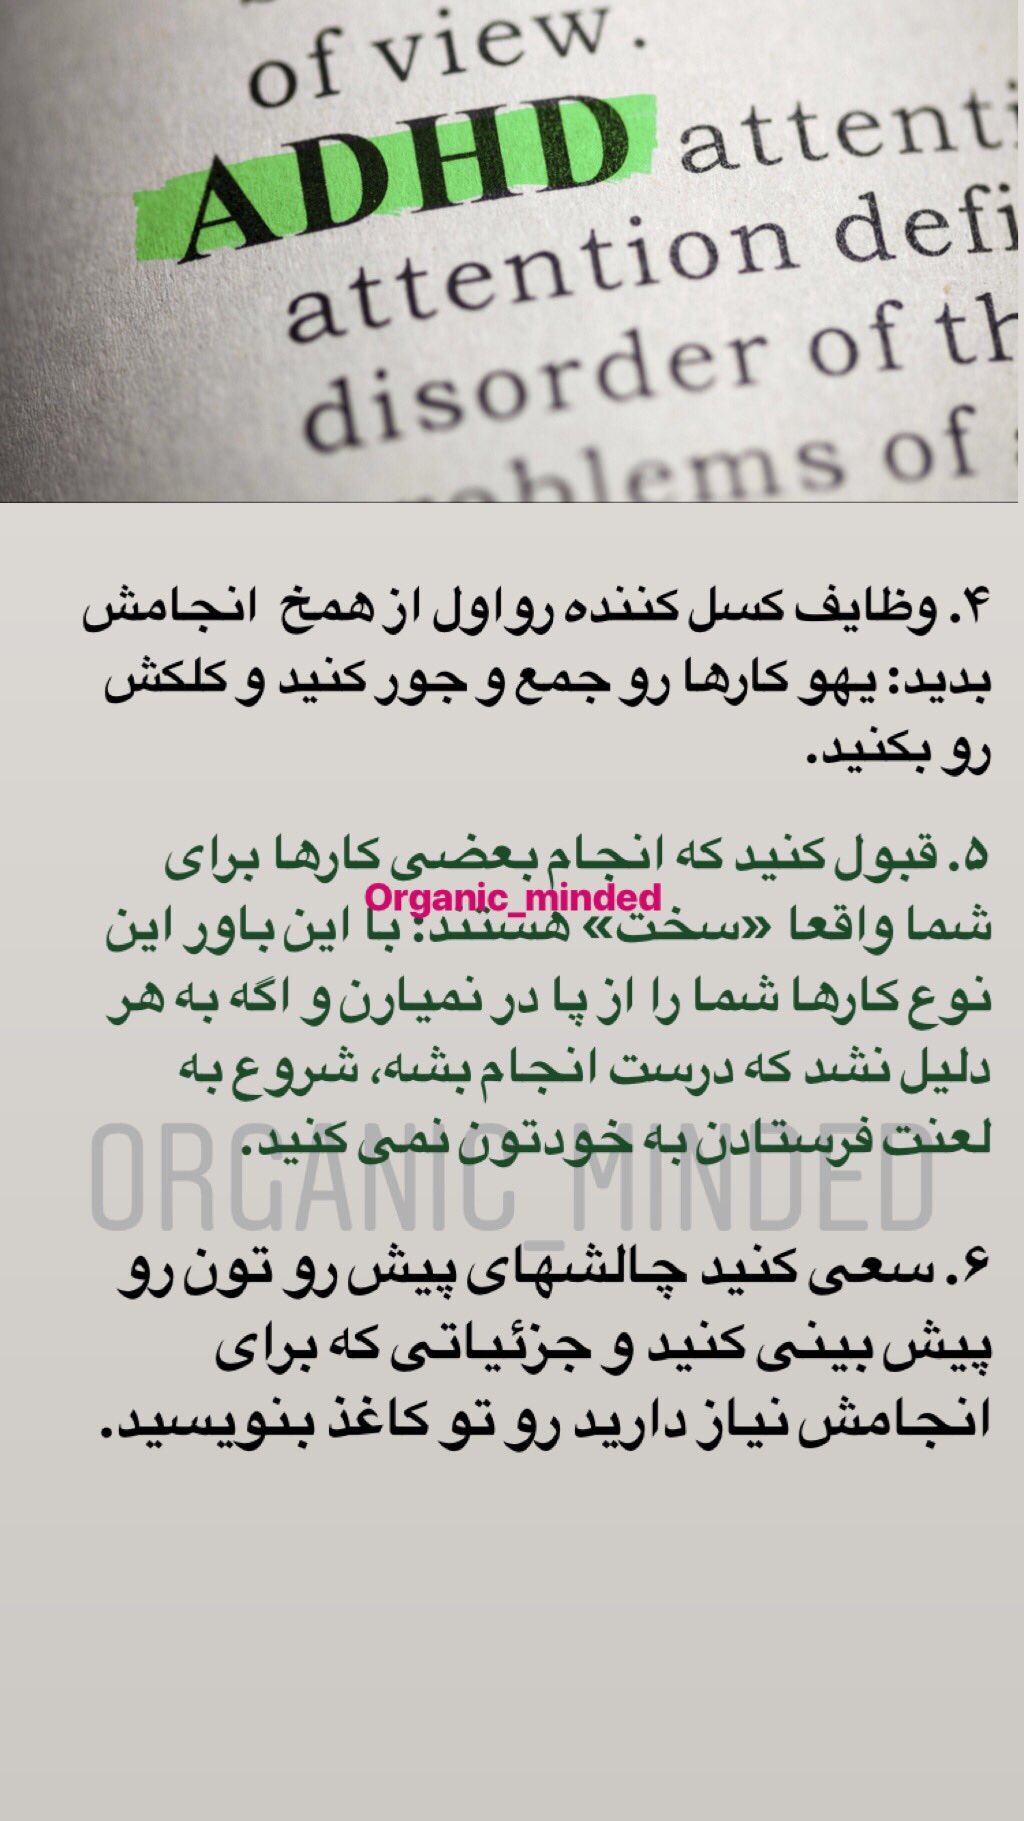 of view.
ADHD attenti
attention defi
disorder of th
blems of
۴. وظایف کسل کننده رو اول از همخ انجامش
بدید: یهو کارها رو جمع و جور کنید و کلکش
رو بکنید.
۵. قبول کنید که انجام بعضی کارها برای
Organic_minded
شما واقعا «سخت» هستند: با این باور این
نوع کارها شما را از پا در نمیارن و اگه به هر
دلیل نشد که درست انجام بشه، شروع به
لعنت فرستادن به خودتون نمی کنید.
ORGANIC_MINDED
۶. سعی کنید چالشهای پیش رو تون رو
پیش بینی کنید و جزئیاتی که برای
انجامش نیاز دارید رو تو کاغذ بنویسید.